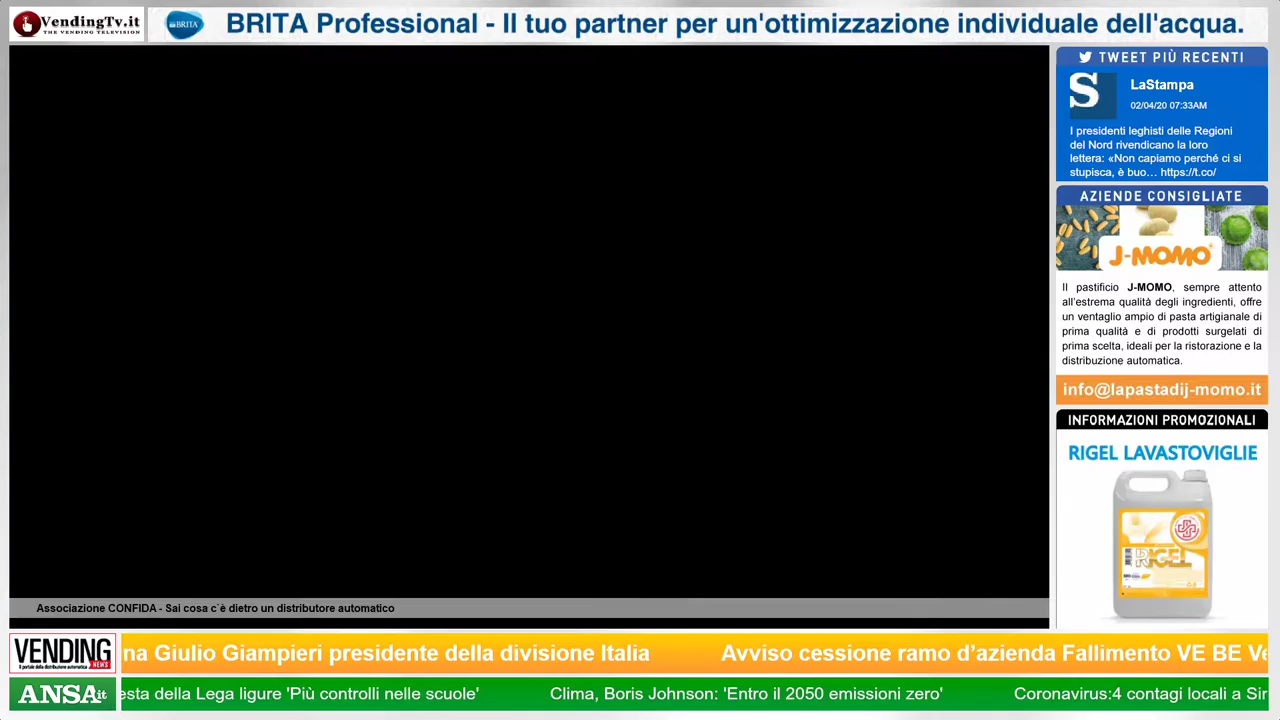 VendingTv.it
THE VENDING TELEVISION
BRITA
BRITA Professional - Il tuo partner per un'ottimizzazione individuale dell'acqua.
TWEET PIÙ RECENTI
S
LaStampa
02/04/20 07:33AM
I presidenti leghisti delle Regioni
del Nord rivendicano la loro
lettera: «Non capiamo perché ci si
stupisca, è buo… https://t.co/
AZIENDE CONSIGLIATE
J-MOMO®
Il pastificio J-MOMO, sempre attento
all'estrema qualità degli ingredienti, offre
un ventaglio ampio di pasta artigianale di
prima qualità e di prodotti surgelati di
prima scelta, ideali per la ristorazione e la
distribuzione automatica.
info@lapastadij-momo.it
INFORMAZIONI PROMOZIONALI
RIGEL LAVASTOVIGLIE
RIGEL
Associazione CONFIDA - Sai cosa c`è dietro un distributore automatico
VENDING
NEWS
Il portale della distribuzione automatica
na Giulio Giampieri presidente della divisione Italia Avviso cessione ramo d'azienda Fallimento VE BE Ve
ANSA.it
esta della Lega ligure 'Più controlli nelle scuole' Clima, Boris Johnson: 'Entro il 2050 emissioni zero' Coronavirus:4 contagi locali a Sin